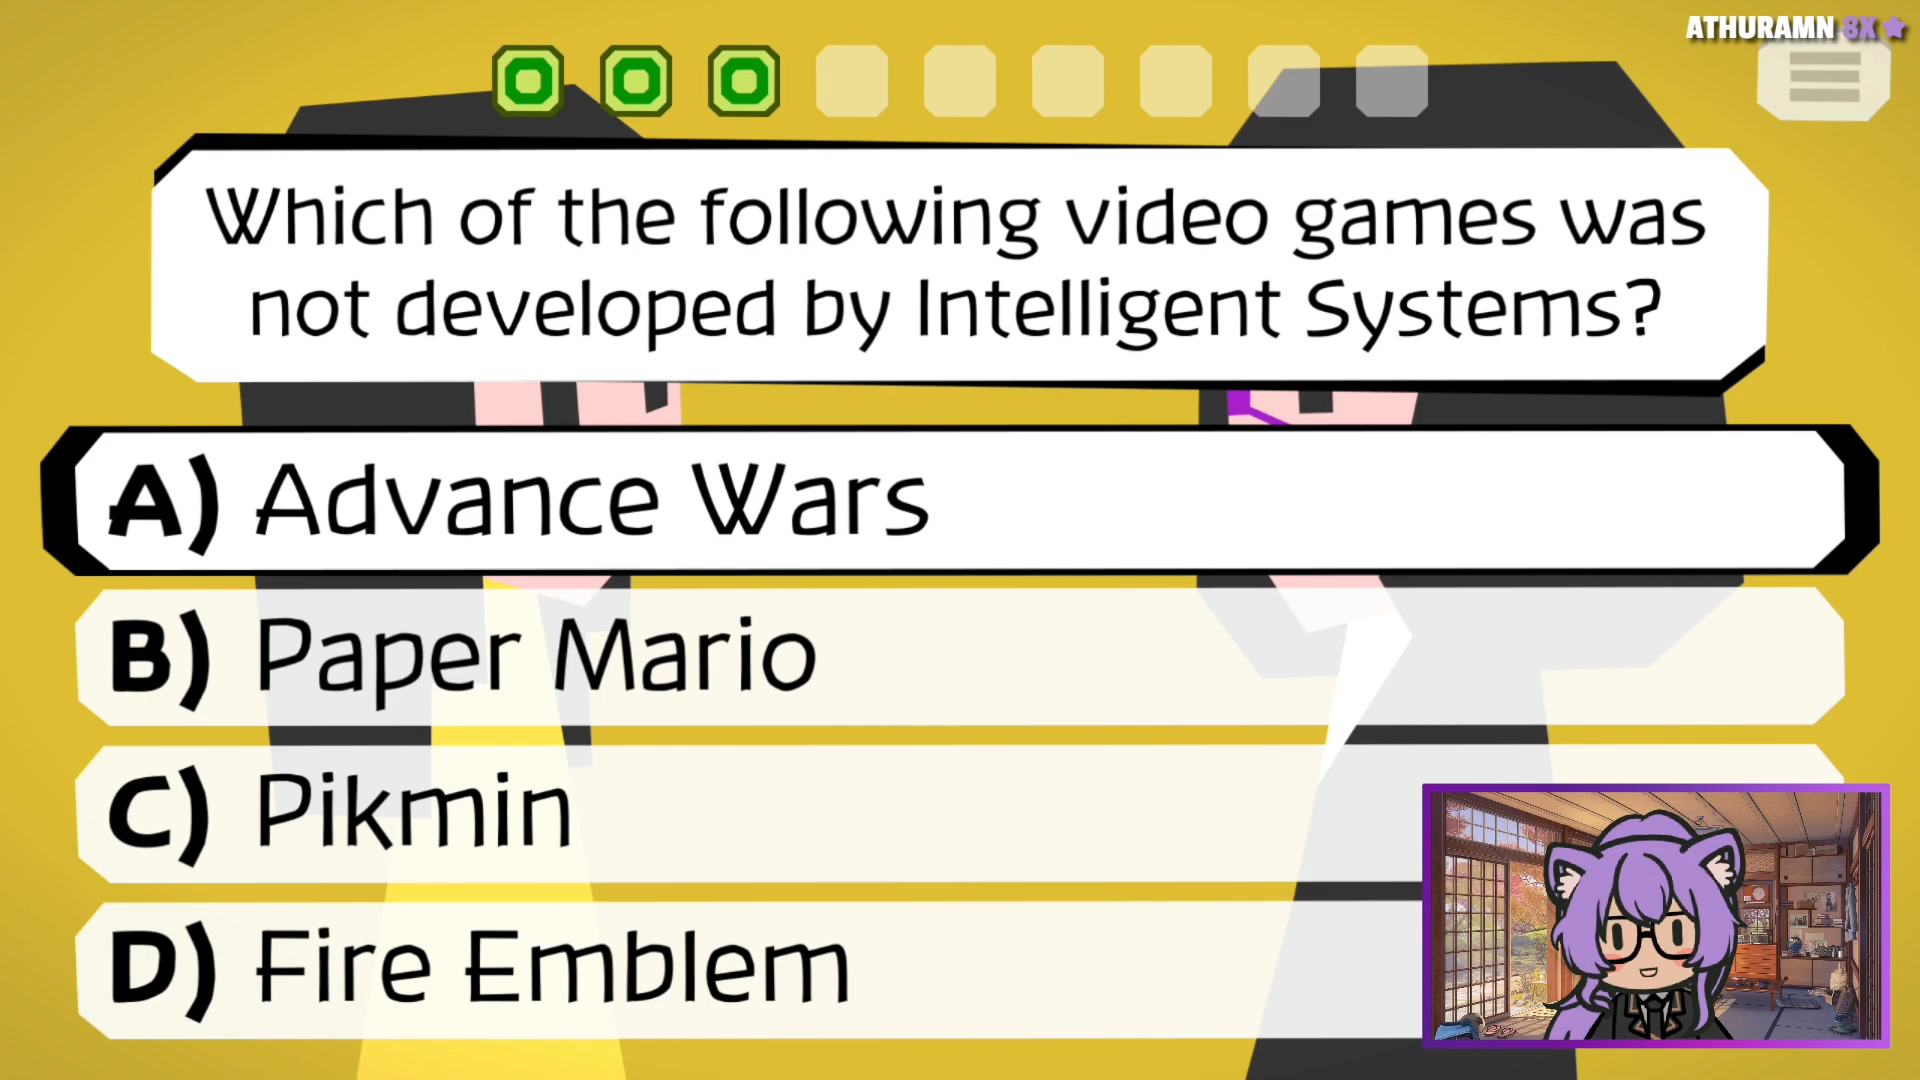 ATHURAMN 8X
Which of the following video games was
not developed by Intelligent Systems?
A) Advance Wars
B) Paper Mario
C) Pikmin
D) Fire Emblem